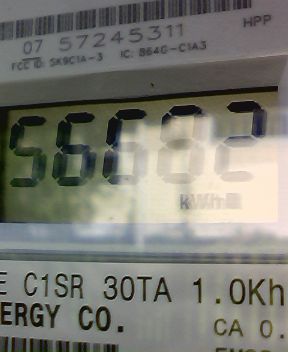 07 57245311
HPP
FCC ID: SK9C1A-3 IC: 864G-C1A3
56682
kWh
E C1SR 30TA 1.0Kh
ERGY CO.
CA 0.